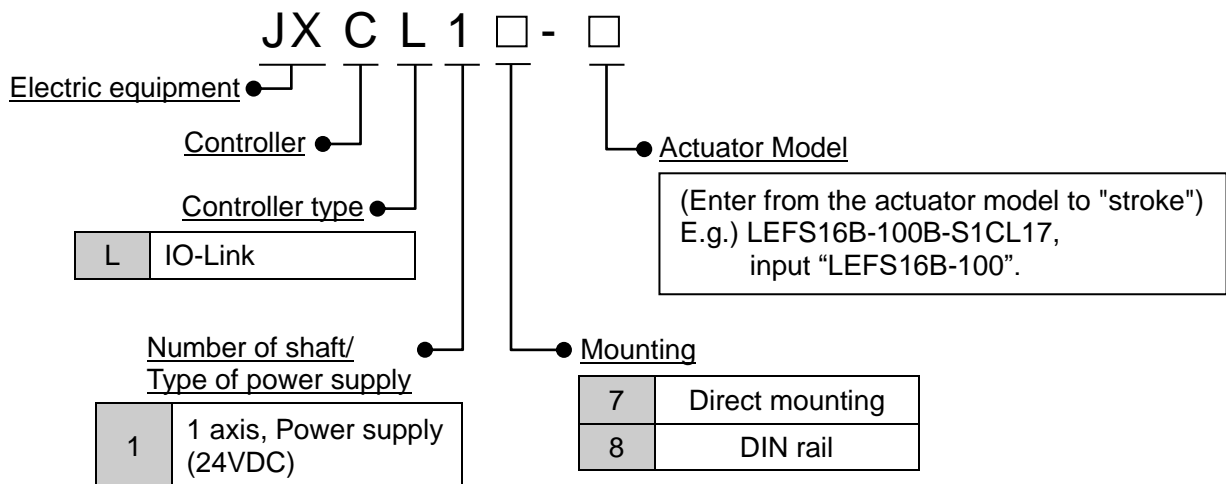 JX C L 1 □ - □
Electric equipment
Controller
Actuator Model
(Enter from the actuator model to "stroke")
E.g.) LEFS16B-100B-S1CL17,
input “LEFS16B-100”.
Controller type
L IO-Link
Number of shaft/
Type of power supply
1 1 axis, Power supply
(24VDC)
Mounting
7 Direct mounting
8 DIN rail